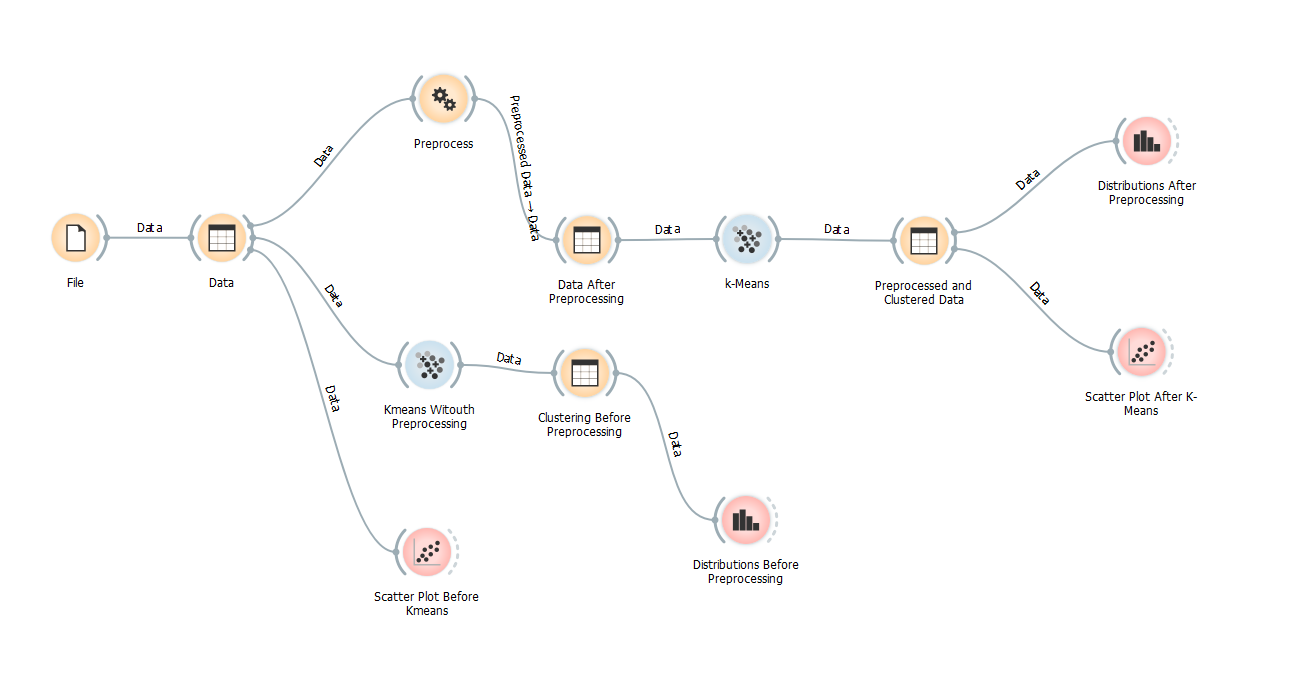 Preprocess
Data
Preprocessed Data → Data
Data
File
Data
Data After
Preprocessing
Data
k-Means
Data
Preprocessed and
Clustered Data
Data
Distributions After
Preprocessing
Data
Scatter Plot After K-
Means
Data
Kmeans Witouth
Preprocessing
Data
Clustering Before
Preprocessing
Data
Distributions Before
Preprocessing
Data
Scatter Plot Before
Kmeans